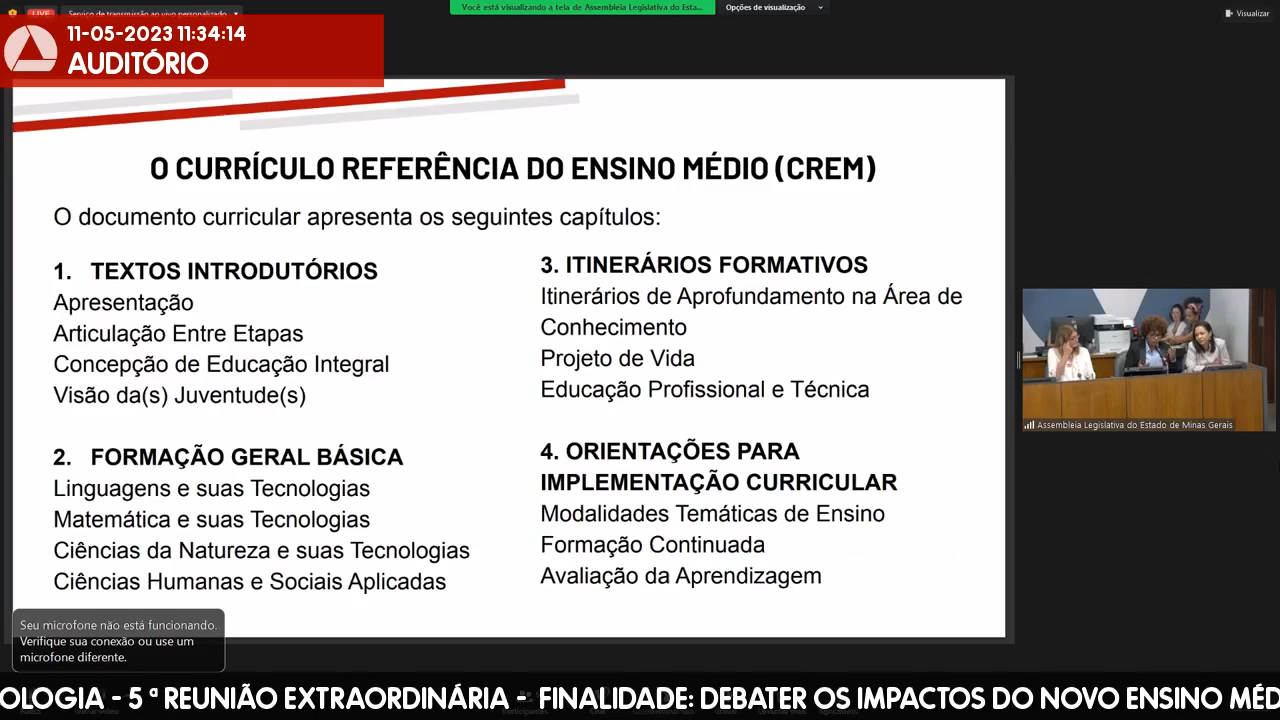 LIVE
Serviço de transmissão ao vivo personalizado
Você está visualizando a tela de Assembleia Legislativa do Esta...
Opções de visualização
Visualizar
11-05-2023 11:34:14
AUDITÓRIO
O CURRÍCULO REFERÊNCIA DO ENSINO MÉDIO (CREM)
O documento curricular apresenta os seguintes capítulos:
1. TEXTOS INTRODUTÓRIOS
Apresentação
Articulação Entre Etapas
Concepção de Educação Integral
Visão da(s) Juventude(s)
2. FORMAÇÃO GERAL BÁSICA
Linguagens e suas Tecnologias
Matemática e suas Tecnologias
Ciências da Natureza e suas Tecnologias
Ciências Humanas e Sociais Aplicadas
3. ITINERÁRIOS FORMATIVOS
Itinerários de Aprofundamento na Área de
Conhecimento
Projeto de Vida
Educação Profissional e Técnica
4. ORIENTAÇÕES PARA
IMPLEMENTAÇÃO CURRICULAR
Modalidades Temáticas de Ensino
Formação Continuada
Avaliação da Aprendizagem
Assembleia Legislativa do Estado de Minas Gerais
Seu microfone não está funcionando.
Verifique sua conexão ou use um
microfone diferente.
OLOGIA - 5 ª REUNIÃO EXTRAORDINÁRIA - FINALIDADE: DEBATER OS IMPACTOS DO NOVO ENSINO MÉD